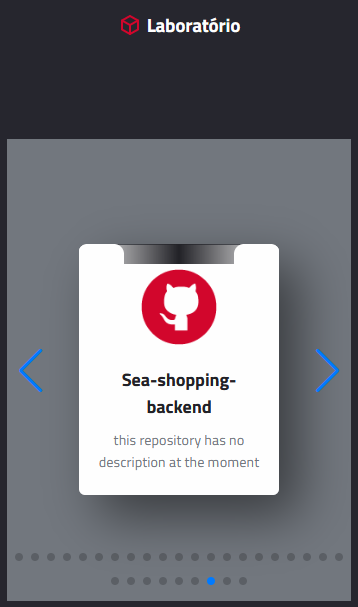 Laboratório
Sea-shopping-
backend
this repository has no
description at the moment